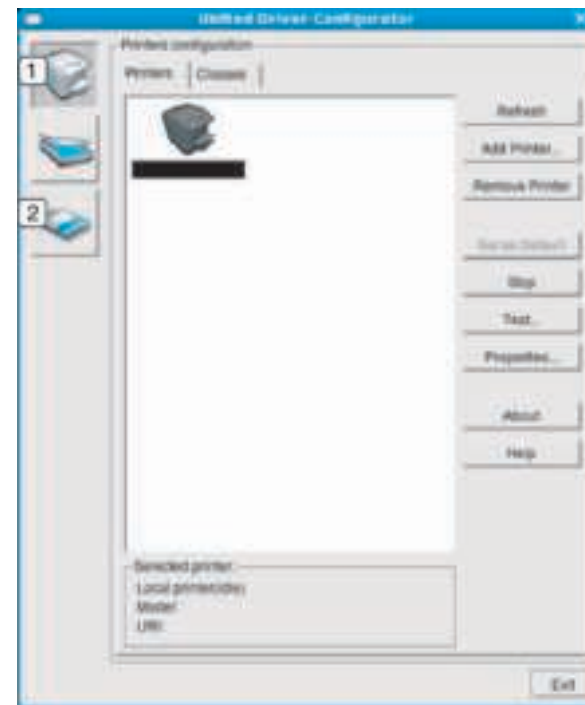 Unified Driver Configurator
1
2
Printers configuration
Printers
Classes
Refresh
Add Printer...
Remove Printer
Set as Default
Stop
Test...
Properties...
About
Help
Selected printer:
Local printer(idle)
Model:
URI:
Exit